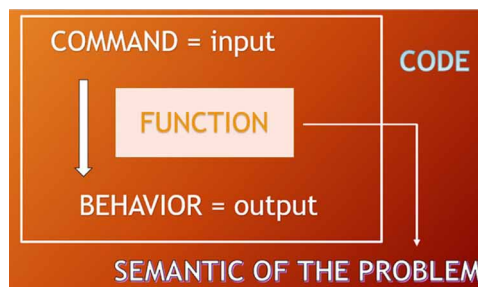 COMMAND = input
CODE
FUNCTION
BEHAVIOR = output
SEMANTIC OF THE PROBLEM